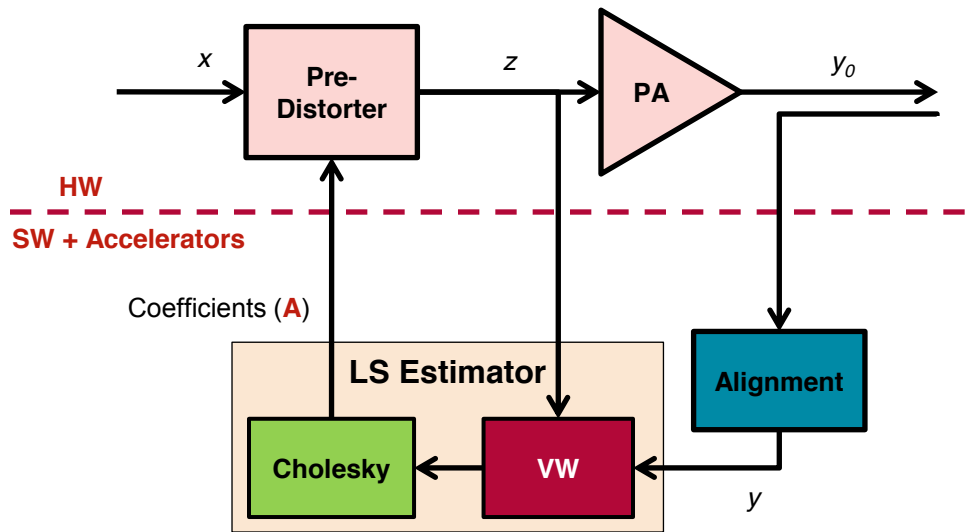 x
Pre-
Distorter
z
PA
y0
HW
SW + Accelerators
Coefficients (A)
LS Estimator
Alignment
Cholesky
VW
y